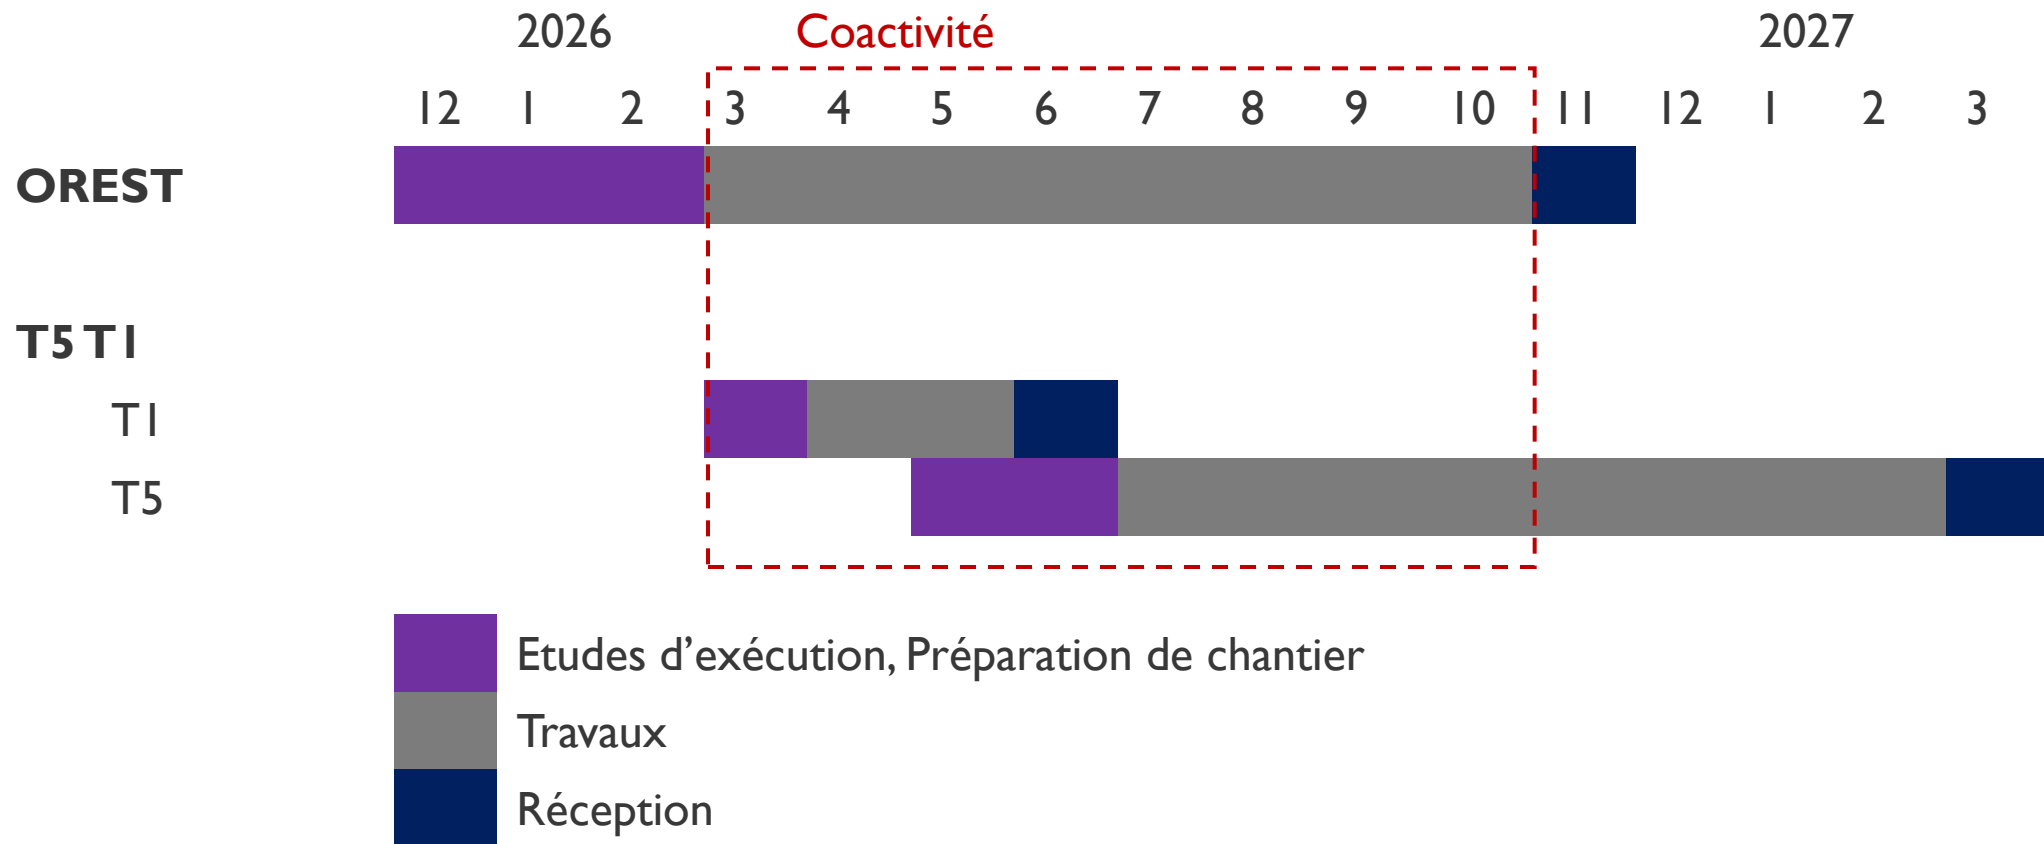 2026 Coactivité 2027
12 1 2 3 4 5 6 7 8 9 10 11 12 1 2 3
OREST
T5 T1
T1
T5
Etudes d’exécution, Préparation de chantier
Travaux
Réception